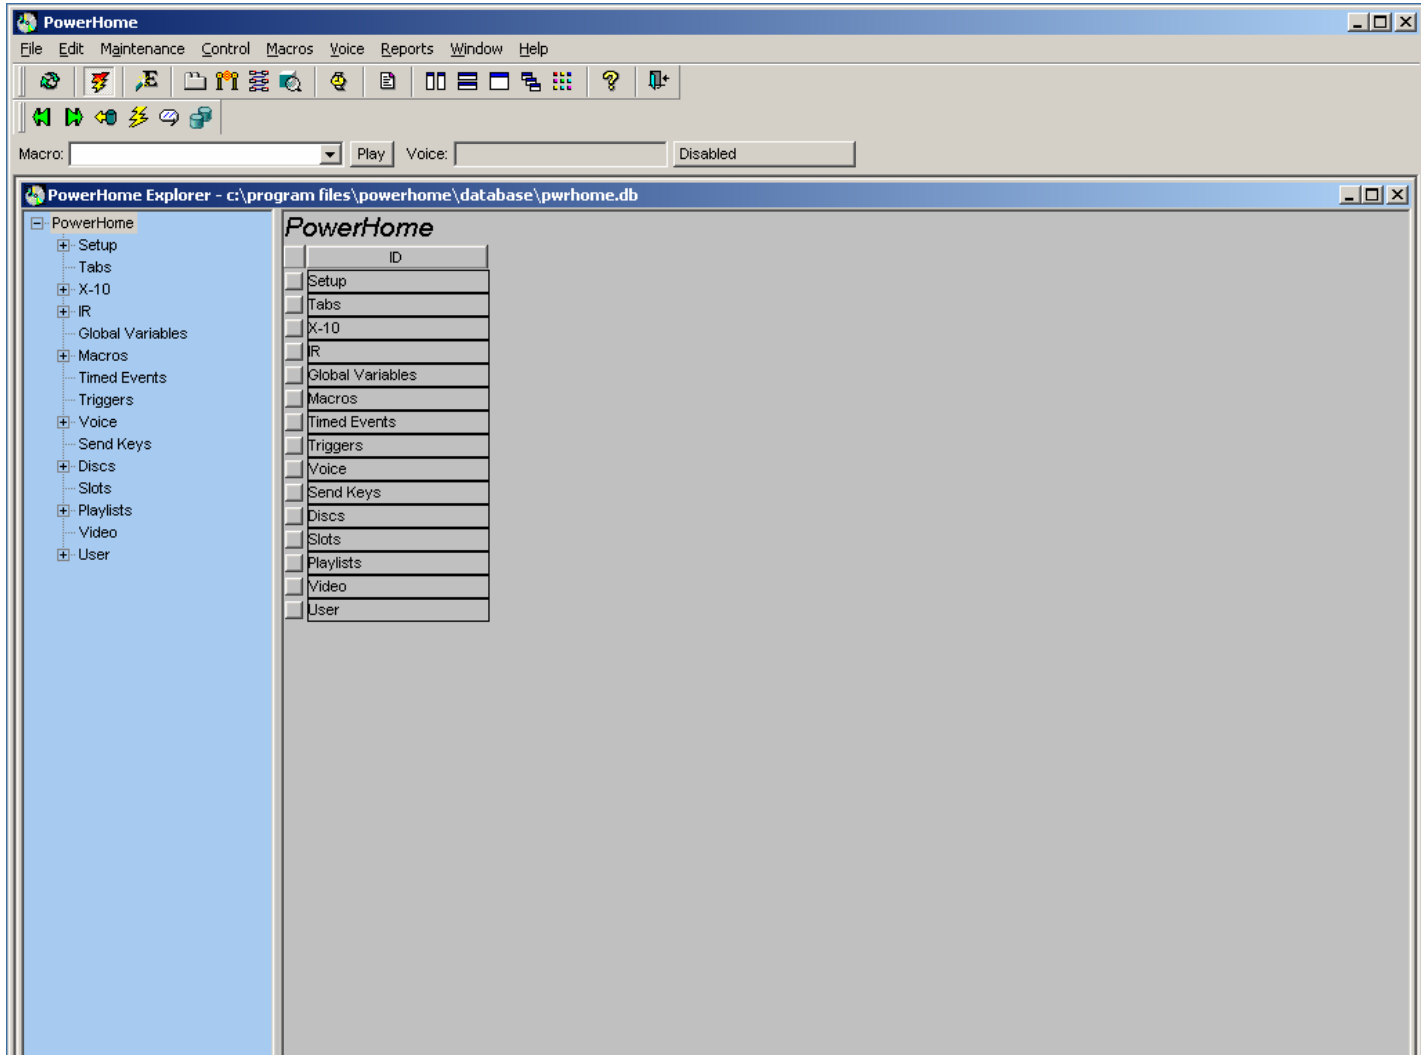 PowerHome
File Edit Maintenance Control Macros Voice Reports Window Help
Macro: Play Voice: Disabled
PowerHome Explorer - c:\program files\powerhome\database\pwrhome.db
PowerHome
Setup
Tabs
X-10
IR
Global Variables
Macros
Timed Events
Triggers
Voice
Send Keys
Discs
Slots
Playlists
Video
User
PowerHome
ID
Setup
Tabs
X-10
IR
Global Variables
Macros
Timed Events
Triggers
Voice
Send Keys
Discs
Slots
Playlists
Video
User